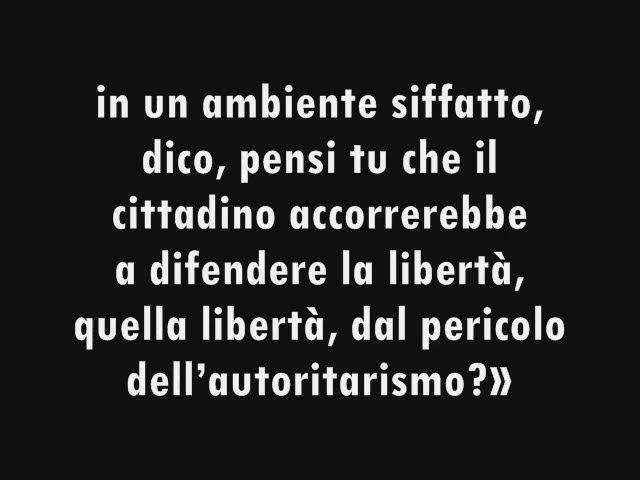 in un ambiente siffatto,
dico, pensi tu che il
cittadino accorrerebbe
a difendere la libertà,
quella libertà, dal pericolo
dell’autoritarismo?»